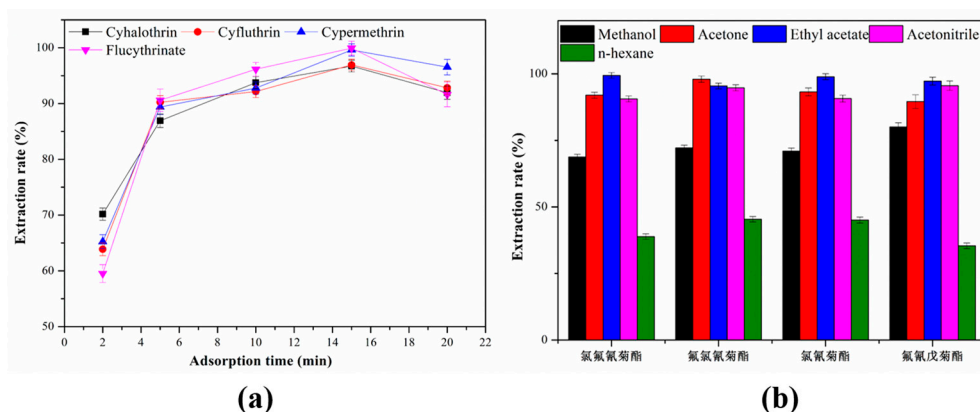 Cyhalothrin Cyfluthrin Cypermethrin
Flucythrinate
100
90
80
70
60
50
Extraction rate (%)
0 2 4 6 8 10 12 14 16 18 20 22
Adsorption time (min)
(a)
Methanol Acetone Ethyl acetate Acetonitrile
n-hexane
100
50
0
Extraction rate (%)
氯氟氰菊酯 氟氯氰菊酯 氯氰菊酯 氟氰戊菊酯
(b)